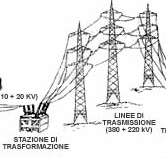 10 ÷ 20 kV)
LINEE DI
TRASMISSIONE
(380 ÷ 220 kV)
STAZIONE DI
TRASFORMAZIONE